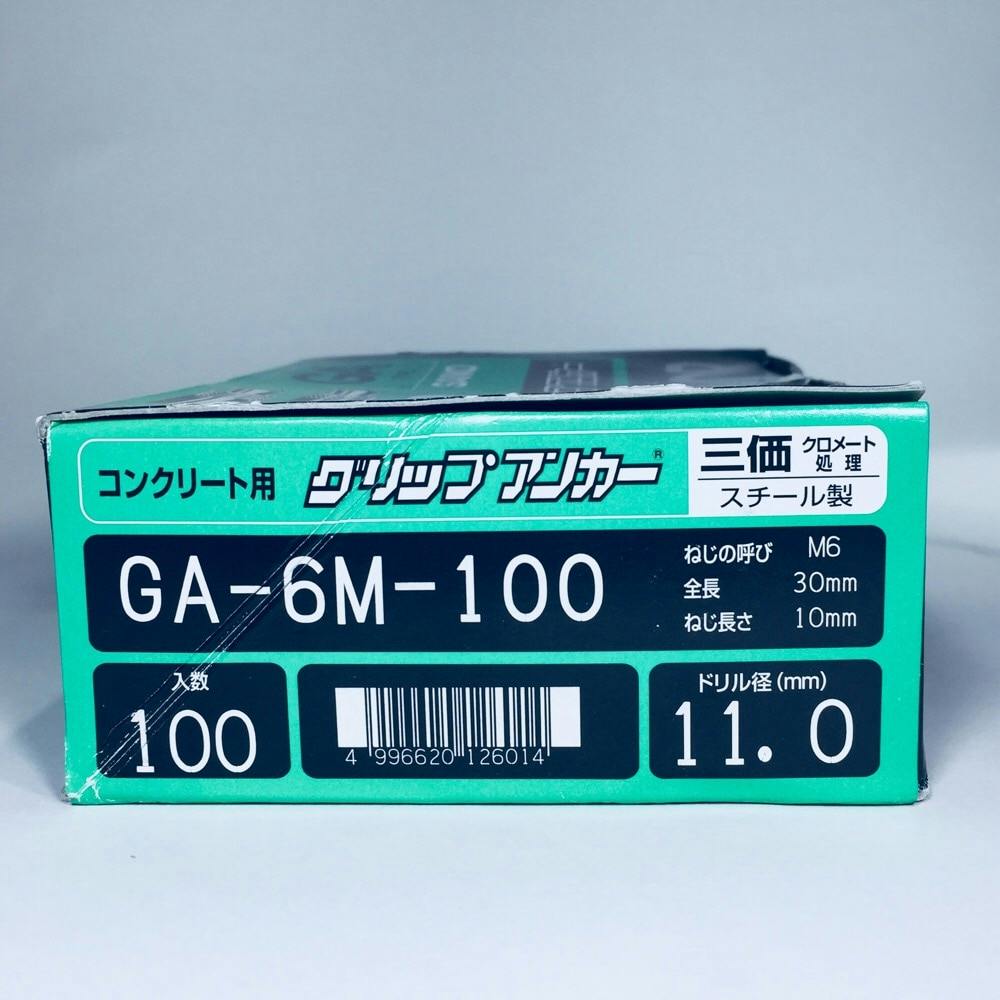 コンクリート用
グリップアンカー®
三価 クロメート処理
スチール製
GA-6M-100
ねじの呼び M6
全長 30mm
ねじ長さ 10mm
入数
100
4 996620 126014
ドリル径(mm)
11.0